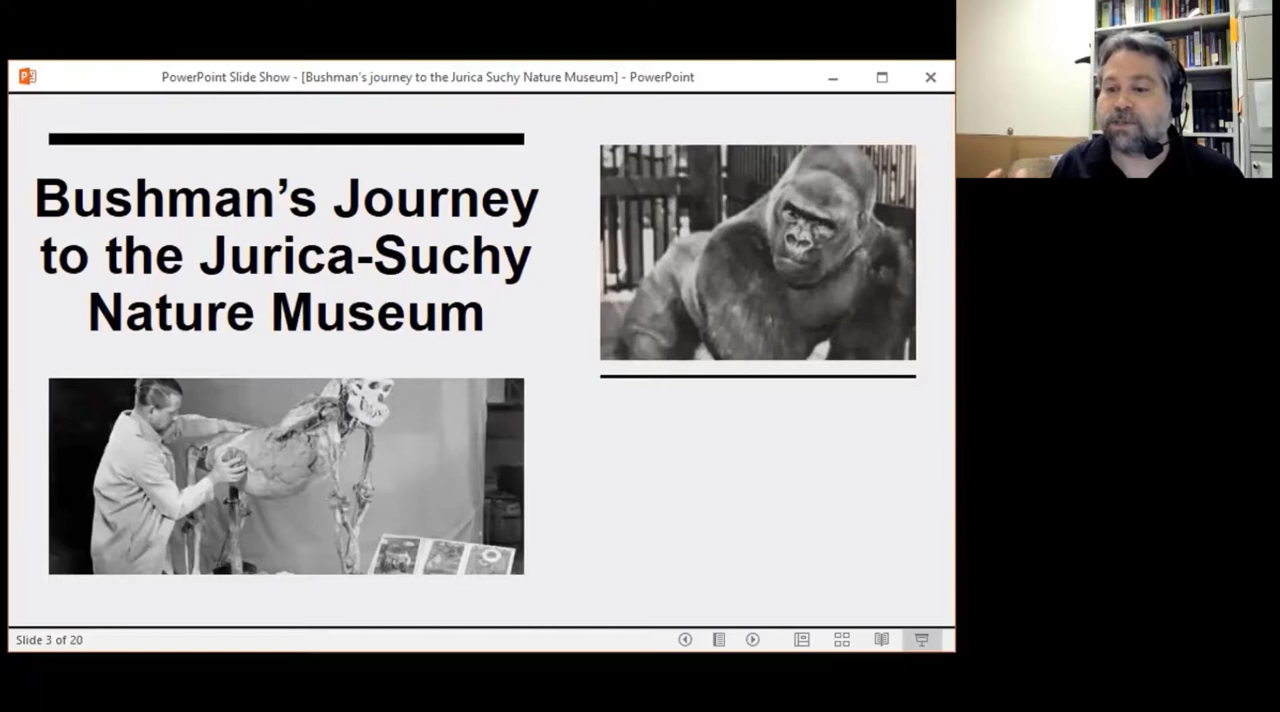 PowerPoint Slide Show - [Bushman's journey to the Jurica Suchy Nature Museum] - PowerPoint
Bushman’s Journey
to the Jurica-Suchy
Nature Museum
Slide 3 of 20